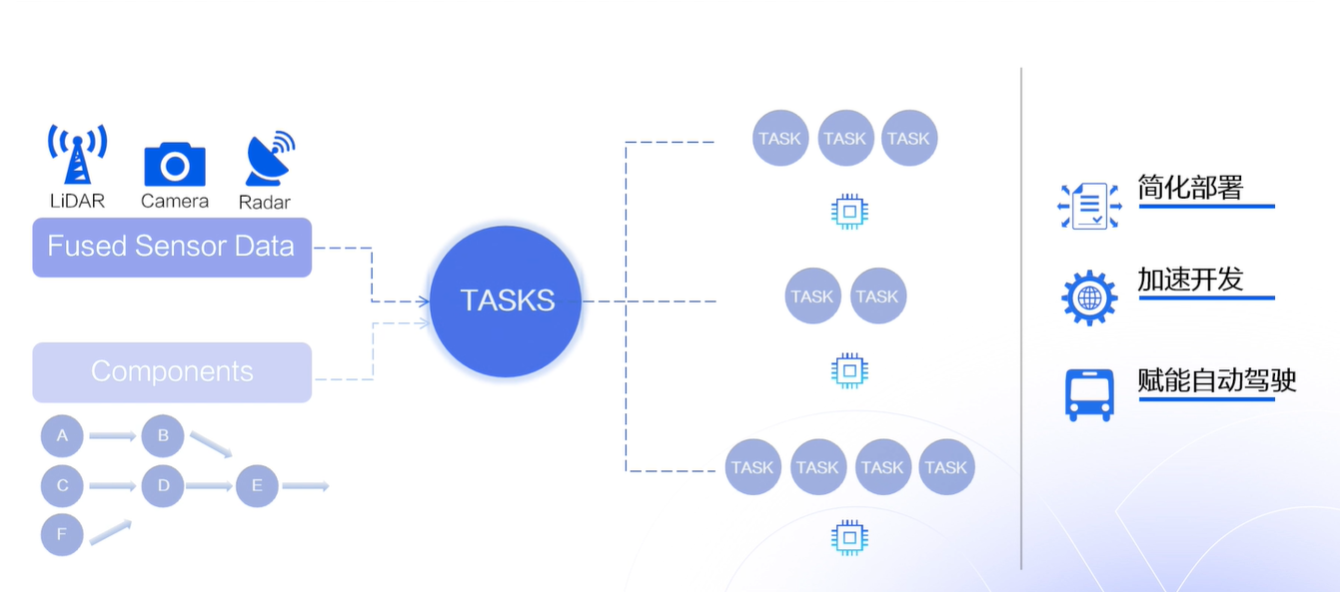 LiDAR
Camera
Radar
Fused Sensor Data
Components
A
B
C
D
E
F
TASKS
TASK TASK TASK
TASK TASK
TASK TASK TASK TASK
简化部署
加速开发
赋能自动驾驶